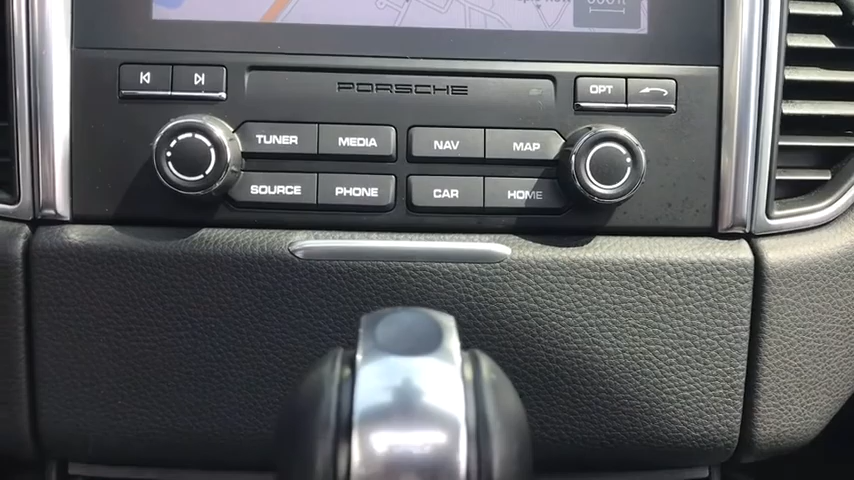 PORSCHE
OPT
TUNER MEDIA NAV MAP
SOURCE PHONE CAR HOME